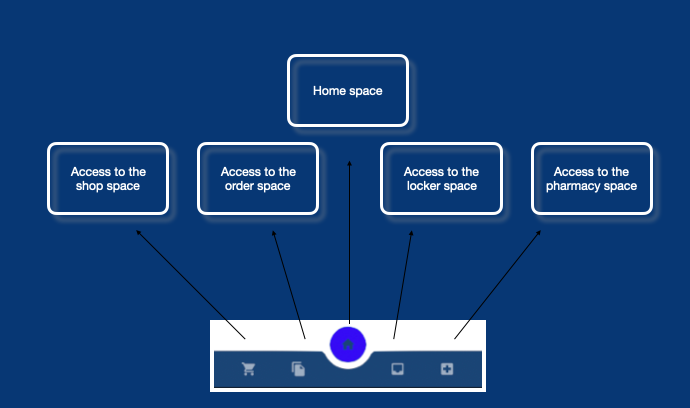 Home space
Access to the
shop space
Access to the
order space
Access to the
locker space
Access to the
pharmacy space